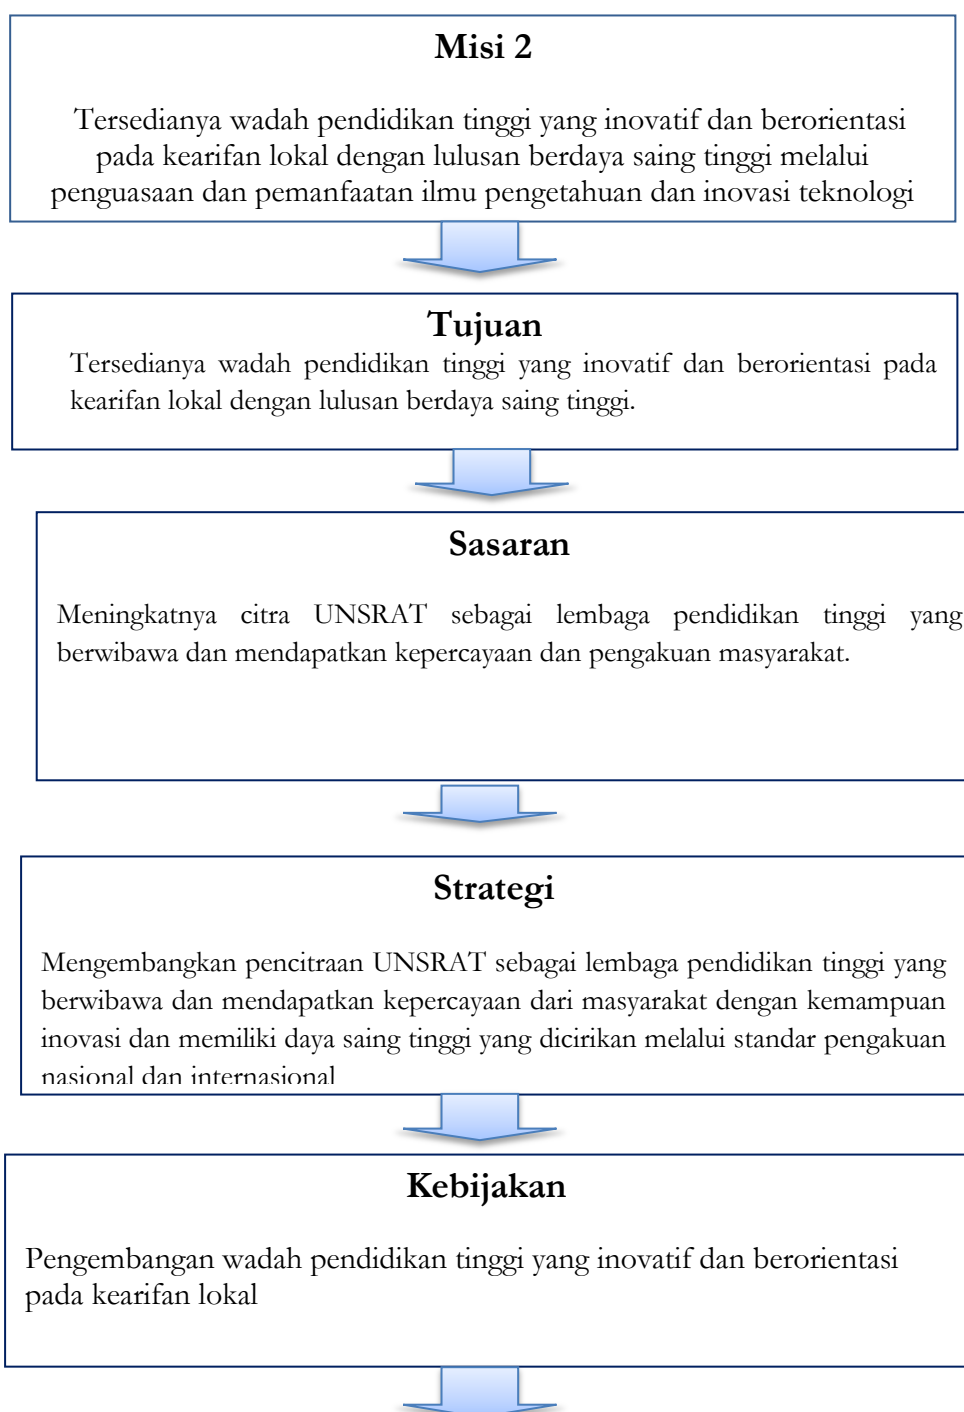 Misi 2
Tersedianya wadah pendidikan tinggi yang inovatif dan berorientasi
pada kearifan lokal dengan lulusan berdaya saing tinggi melalui
penguasaan dan pemanfaatan ilmu pengetahuan dan inovasi teknologi
Tujuan
Tersedianya wadah pendidikan tinggi yang inovatif dan berorientasi pada
kearifan lokal dengan lulusan berdaya saing tinggi.
Sasaran
Meningkatnya citra UNSRAT sebagai lembaga pendidikan tinggi yang
berwibawa dan mendapatkan kepercayaan dan pengakuan masyarakat.
Strategi
Mengembangkan pencitraan UNSRAT sebagai lembaga pendidikan tinggi yang
berwibawa dan mendapatkan kepercayaan dari masyarakat dengan kemampuan
inovasi dan memiliki daya saing tinggi yang dicirikan melalui standar pengakuan
nasional dan internasional
Kebijakan
Pengembangan wadah pendidikan tinggi yang inovatif dan berorientasi
pada kearifan lokal